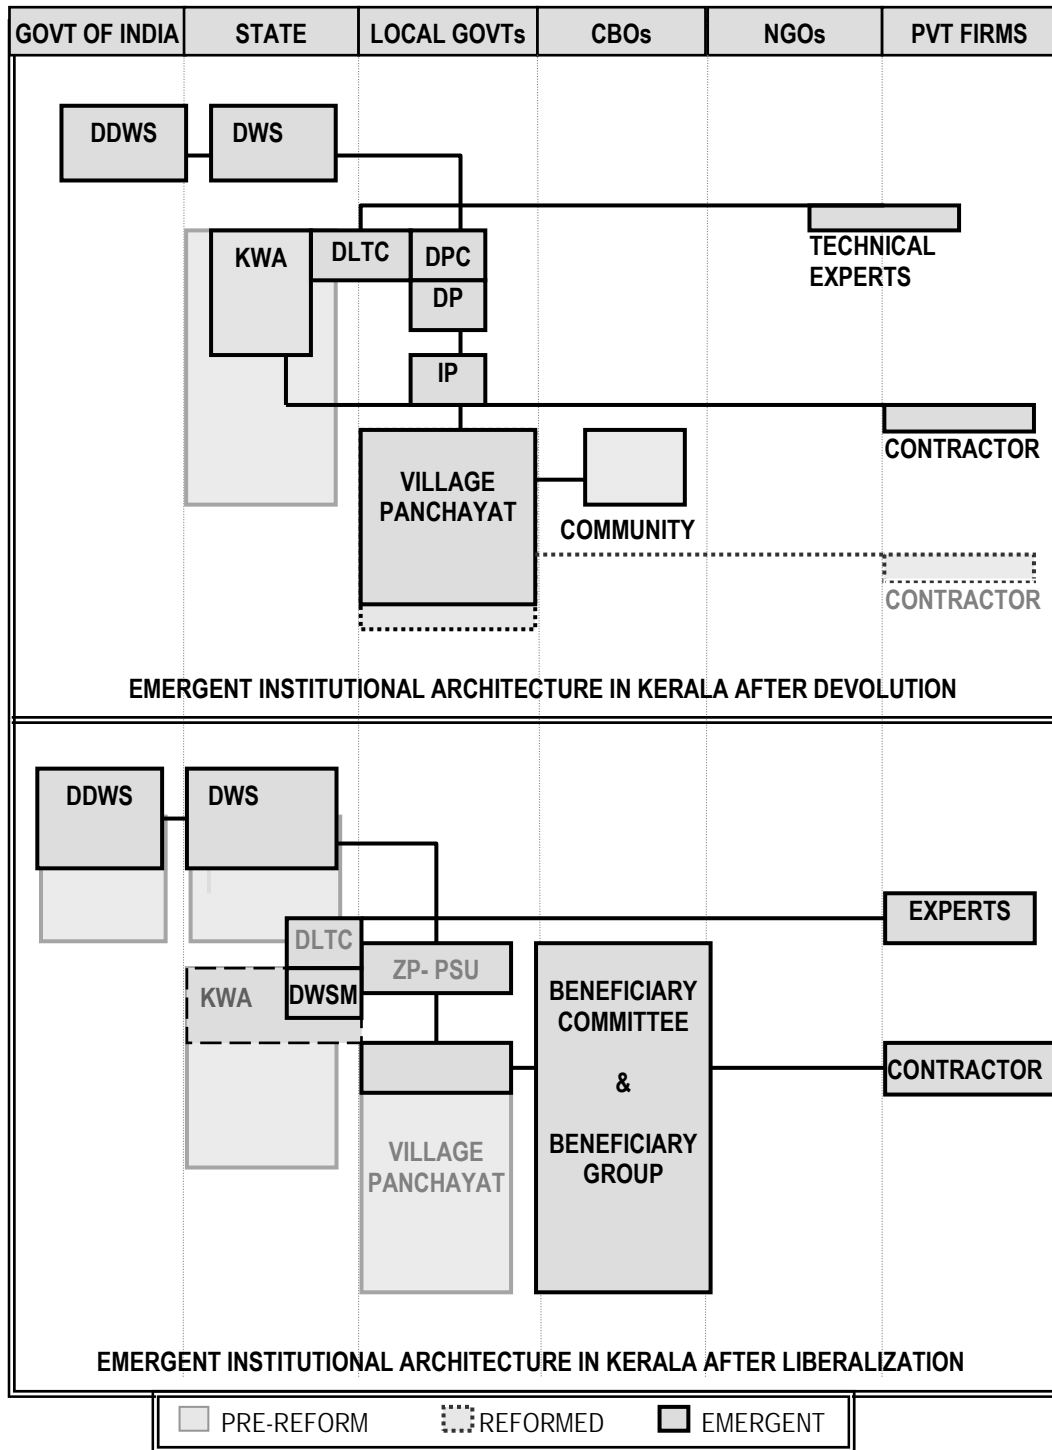 GOVT OF INDIA STATE LOCAL GOVTs CBOs NGOs PVT FIRMS
DDWS DWS
KWA DLTC DPC
TECHNICAL
EXPERTS
DP
IP
CONTRACTOR
VILLAGE
PANCHAYAT
COMMUNITY
CONTRACTOR
EMERGENT INSTITUTIONAL ARCHITECTURE IN KERALA AFTER DEVOLUTION
DDWS DWS
EXPERTS
DLTC
ZP- PSU
KWA DWSM
BENEFICIARY
COMMITTEE
&
BENEFICIARY
GROUP
CONTRACTOR
VILLAGE
PANCHAYAT
EMERGENT INSTITUTIONAL ARCHITECTURE IN KERALA AFTER LIBERALIZATION
PRE-REFORM REFORMED EMERGENT